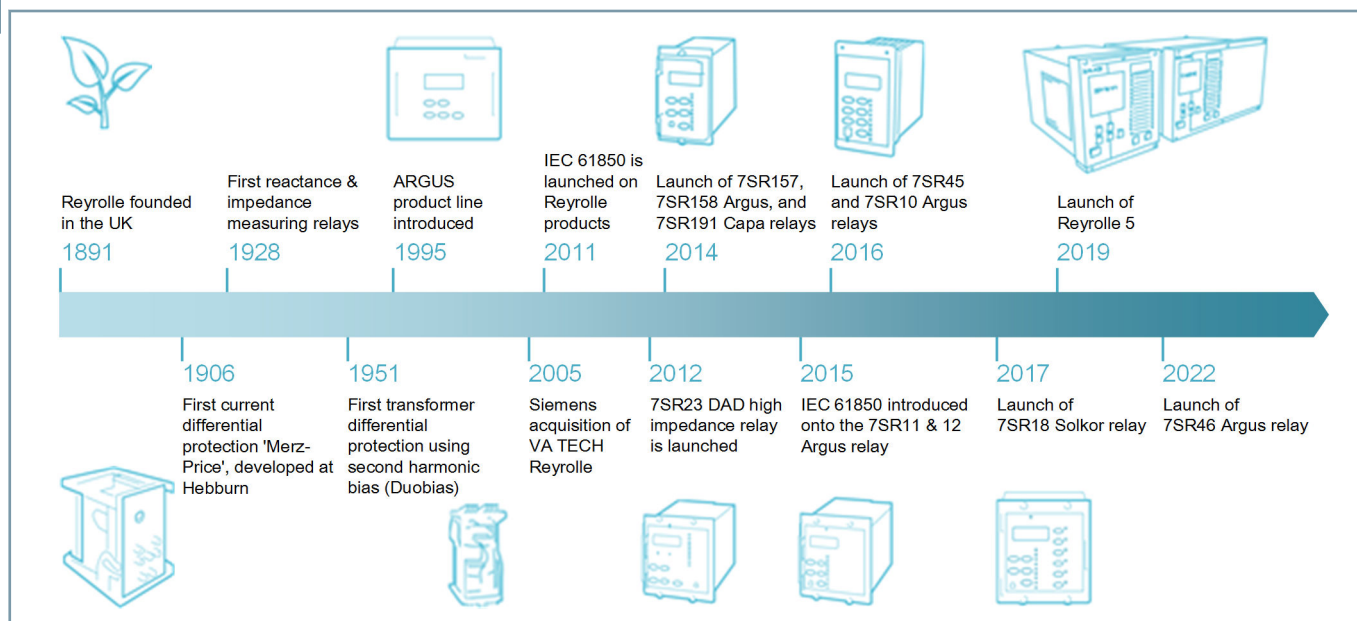 Reyrolle founded
in the UK
1891
First reactance &
impedance
measuring relays
1928
ARGUS
product line
introduced
1995
IEC 61850 is
launched on
Reyrolle
products
2011
Launch of 7SR157,
7SR158 Argus, and
7SR191 Capa relays
2014
Launch of 7SR45
and 7SR10 Argus
relays
2016
Launch of
Reyrolle 5
2019
1906
First current
differential
protection 'Merz-
Price', developed at
Hebburn
1951
First transformer
differential
protection using
second harmonic
bias (Duobias)
2005
Siemens
acquisition of
VA TECH
Reyrolle
2012
7SR23 DAD high
impedance relay
is launched
2015
IEC 61850 introduced
onto the 7SR11 & 12
Argus relay
2017
Launch of
7SR18 Solkor relay
2022
Launch of
7SR46 Argus relay